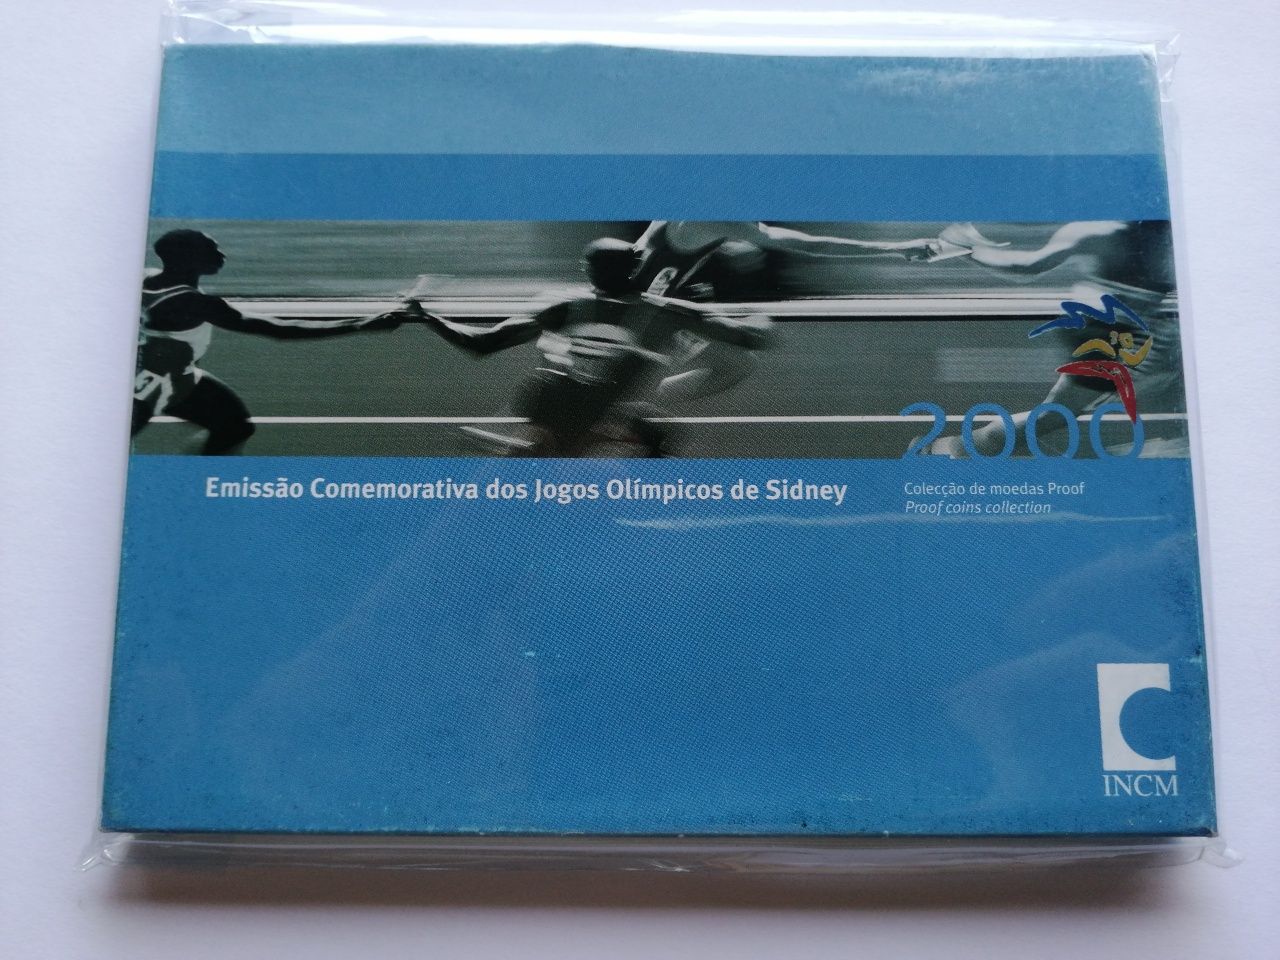 2000
Emissão Comemorativa dos Jogos Olímpicos de Sidney
Colecção de moedas Proof
Proof coins collection
INCM